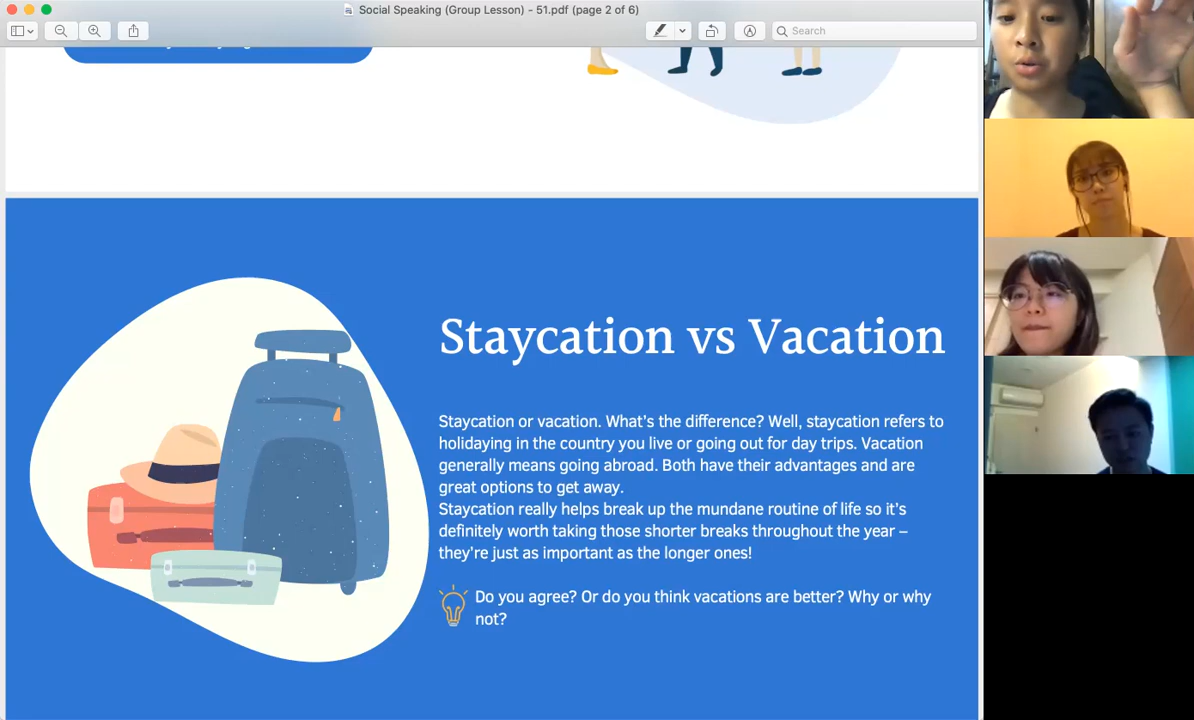 Social Speaking (Group Lesson) - 51.pdf (page 2 of 6)
Search
Staycation vs Vacation
Staycation or vacation. What's the difference? Well, staycation refers to
holidaying in the country you live or going out for day trips. Vacation
generally means going abroad. Both have their advantages and are
great options to get away.
Staycation really helps break up the mundane routine of life so it's
definitely worth taking those shorter breaks throughout the year –
they're just as important as the longer ones!
Do you agree? Or do you think vacations are better? Why or why
not?